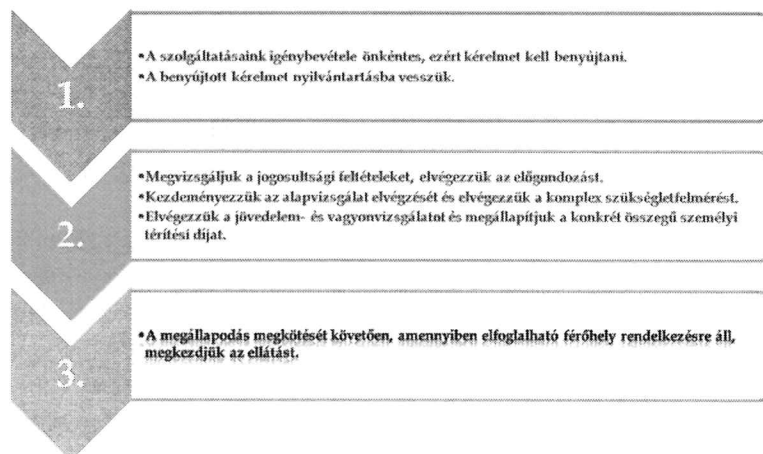 1.
•A szolgáltatásaink igénybevétele önkéntes, ezért kérelmet kell benyújtani.
•A benyújtott kérelmet nyilvántartásba vesszük.
2.
•Megvizsgáljuk a jogosultsági feltételeket, elvégezzük az előgondozást.
•Kezdeményezzük az alapvizsgálat elvégzését és elvégezzük a komplex szükségletfelmérést.
•Elvégezzük a jövedelem- és vagyonvizsgálatot és megállapítjuk a konkrét összegű személyi
térítési díjat.
3.
•A megállapodás megkötését követően, amennyiben elfoglalható férőhely rendelkezésre áll,
megkezdjük az ellátást.